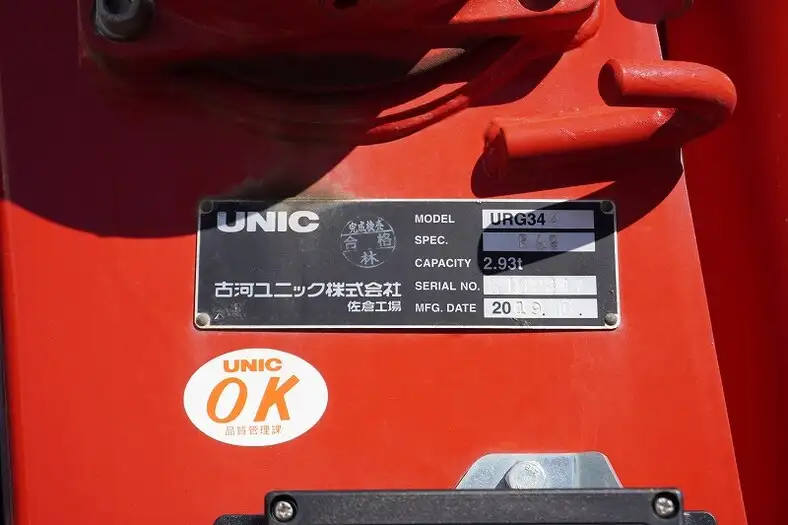 UNIC
完成検査
合格
林
古河ユニック株式会社
佐倉工場
MODEL URG34
SPEC.
CAPACITY 2.93t
SERIAL NO.
MFG. DATE 2019.
UNIC
OK
品質管理課